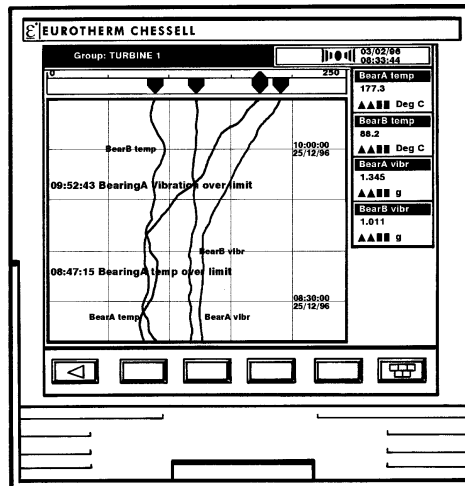 ε EUROTHERM CHESSELL
Group: TURBINE 1
03/02/96
08:33:44
0 250
BearA temp
177.3
Deg C
BearB temp
88.2
Deg C
BearA vibr
1.345
g
BearB vibr
1.011
g
BearB temp
10:00:00
25/12/96
09:52:43 BearingA Vibration over limit
BearB vibr
08:47:15 BearingA temp over limit
08:30:00
25/12/96
BearA temp
BearA vibr